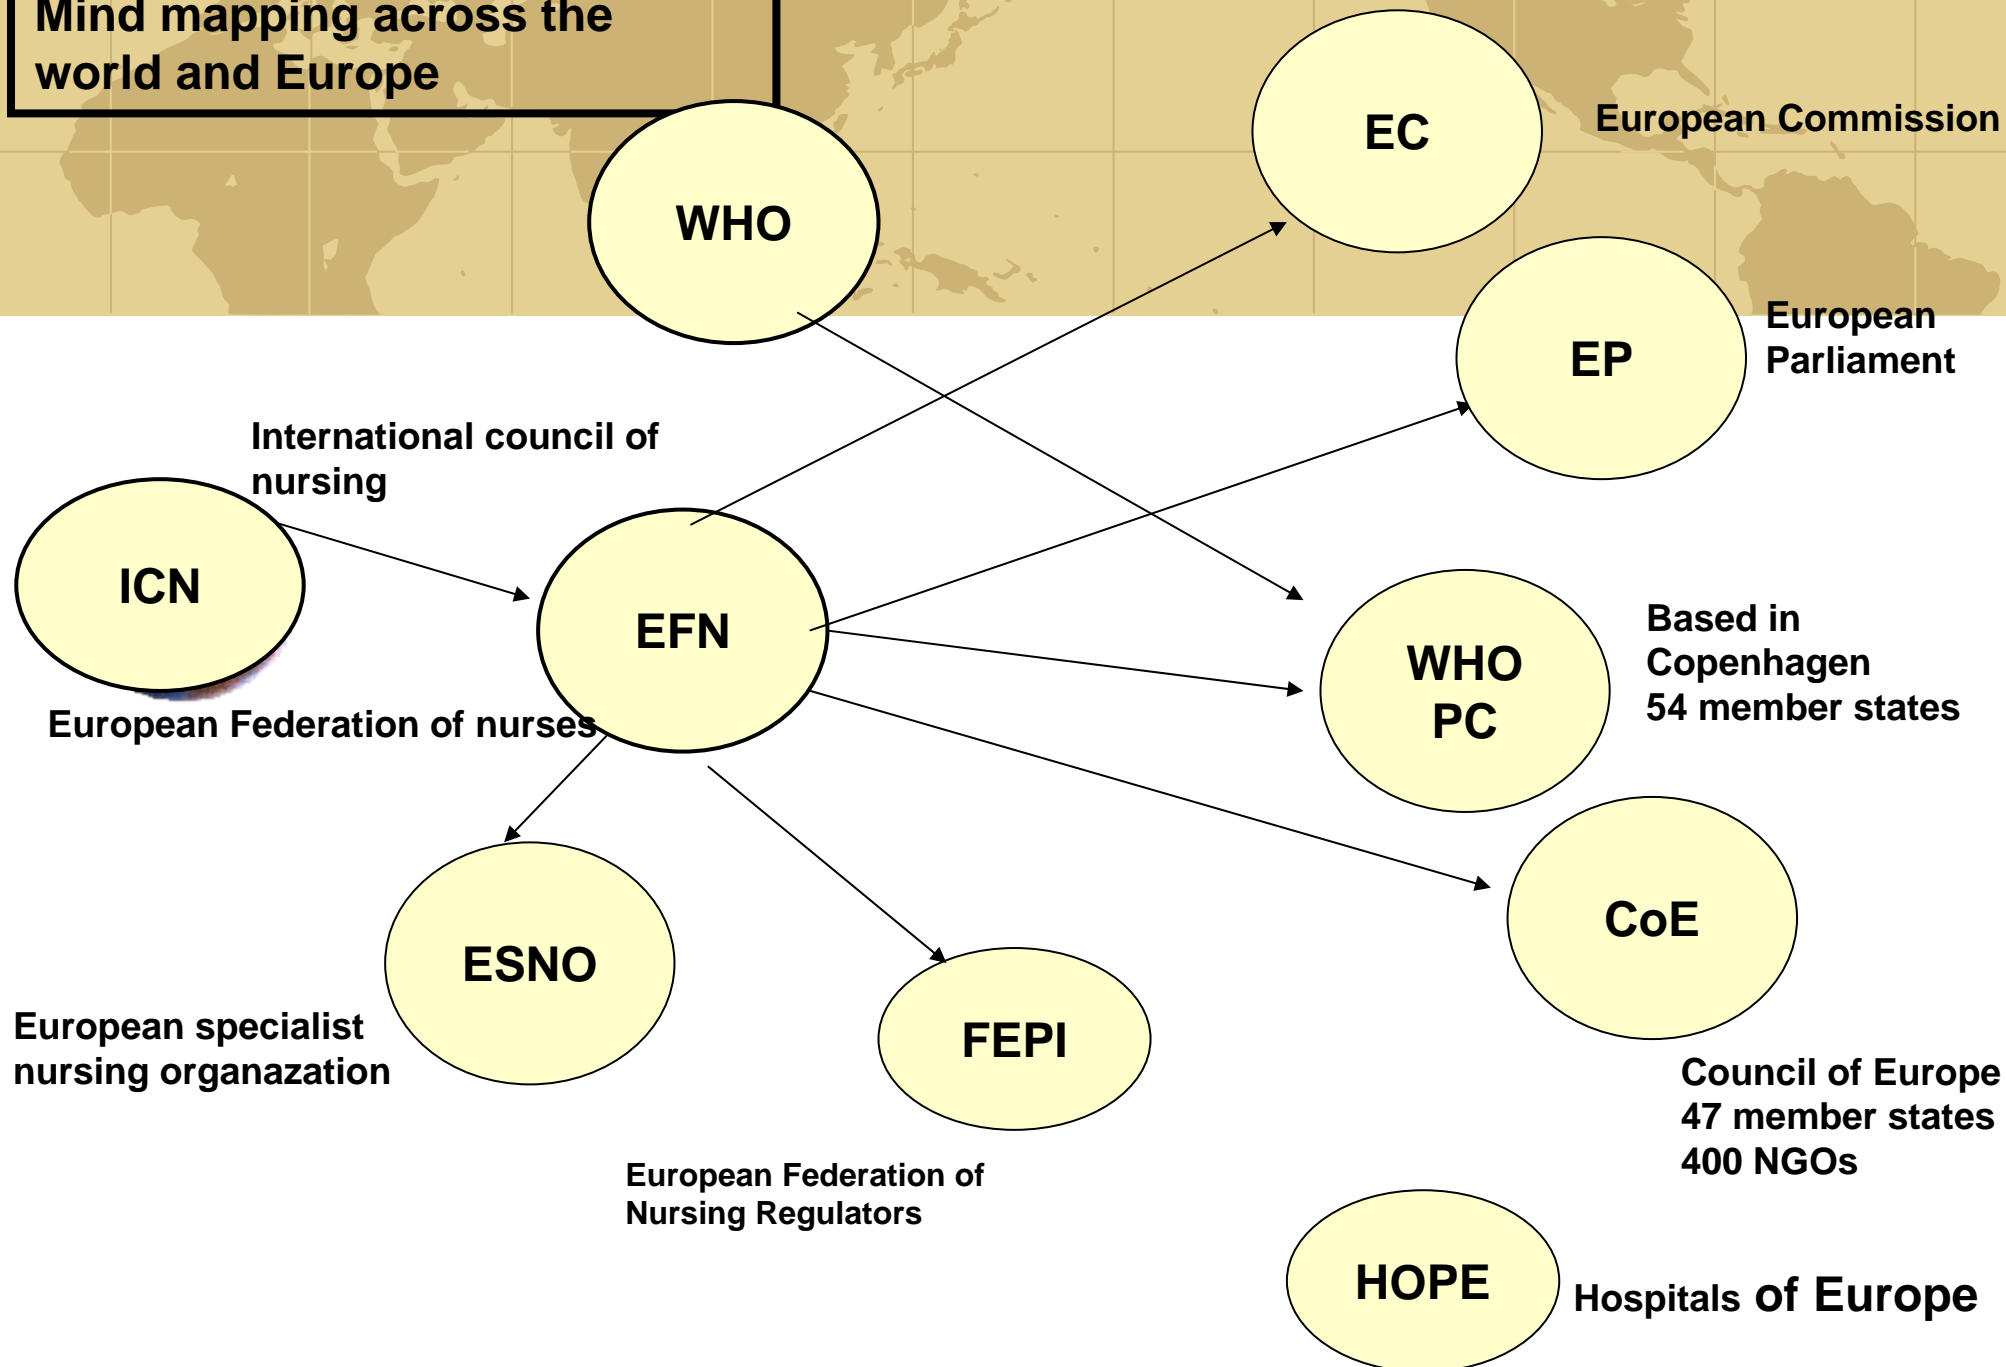 Mind mapping across the
world and Europe
WHO
EC
European Commission
EP
European
Parliament
International council of
nursing
ICN
EFN
European Federation of nurses
WHO
PC
Based in
Copenhagen
54 member states
CoE
Council of Europe
47 member states
400 NGOs
ESNO
European specialist
nursing organazation
FEPI
European Federation of
Nursing Regulators
HOPE
Hospitals of Europe